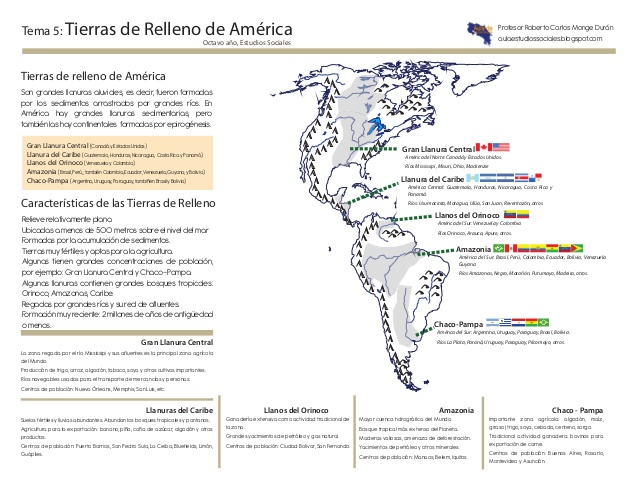 Tema 5: Tierras de Relleno de América
Octavo año, Estudios Sociales
Profesor Roberto Carlos Monge Durán
aulaestudiossociales.blogspot.com
Tierras de relleno de América
Son grandes llanuras aluviales, es decir, fueron formadas
por los sedimentos arrastrados por grandes ríos. En
América hay grandes llanuras sedimentarias, pero
también las hay continentales formadas por epirogénesis.
Gran Llanura Central (Canadá y Estados Unidos)
Llanura del Caribe (Guatemala, Honduras, Nicaragua, Costa Rica y Panamá)
Llanos del Orinoco (Venezuela y Colombia)
Amazonia (Brasil, Perú, también Colombia, Ecuador, Bolivia, Venezuela, Guyana, y Bolivia)
Chaco-Pampa (Argentina, Uruguay, Paraguay, también Brasil y Bolivia)
Características de las Tierras de Relleno
Relieve relativamente plano
Ubicadas a menos de 500 metros sobre el nivel del mar
Formadas por la acumulación de sedimentos.
Tierras muy fértiles y aptas para la agricultura.
Algunas tienen grandes concentraciones de población,
por ejemplo: Gran Llanura Central y Chaco-Pampa.
Algunas llanuras contienen grandes bosques tropicales:
Orinoco, Amazonas, Caribe
Regadas por grandes ríos y su red de afluentes.
Formación muy reciente: 2 millones de años de antigüedad
o menos.
Gran Llanura Central
América del Norte Canadá y Estados Unidos
Ríos Mississipi, Misuri, Ohio, Mackenzie
Llanura del Caribe
América Central: Guatemala, Honduras, Nicaragua, Costa Rica y
Panamá.
Ríos: Usumacinta, Motagua, Ulúa, San Juan, Reventazón, otros
Llanos del Orinoco
América del Sur: Venezuela y Colombia
Ríos Orinoco, Arauca, Apure, otros.
Amazonia
América del Sur: Brasil, Perú, Colombia, Ecuador, Bolivia, Venezuela
Guyana
Ríos Amazonas, Negro, Marañón, Putumayo, Madeira, otros.
Chaco-Pampa
América del Sur: Argentina, Uruguay, Paraguay, Brasil, Bolivia.
Ríos La Plata, Paraná, Uruguay, Paraguay, Pilcomayo, otros.
Gran Llanura Central
La zona regada por el río Mississipi y sus afluentes es la principal zona agrícola
del Mundo.
Producción de trigo, arroz, algodón, tabaco, soya y otros cultivos importantes.
Ríos navegables usados para el transporte de mercancías y personas.
Centros de población: Nueva Orleans, Memphis, San Luis, etc
Llanuras del Caribe
Suelos fértiles y lluvia abundantes. Abundan los bosques tropicales y pantanos.
Agricultura para la exportación: banano, piña, caña de azúcar, algodón y otros
productos.
Centros de población: Puerto Barrios, San Pedro Sula, La Ceiba, Bluefields, Limón,
Guápiles.
Llanos del Orinoco
Ganadería extensiva como actividad tradicional de
la zona.
Grandes yacimientos de petróleo y gas natural.
Centros de población: Ciudad Bolívar, San Fernando
Amazonia
Mayor cuenca hidrográfica del Mundo.
Bosque tropical más extenso del Planeta.
Maderas valiosas, amenaza de deforestación.
Yacimientos de petróleo y otros minerales.
Centros de población: Manaos, Belem, Iquitos.
Chaco - Pampa
Importante zona agrícola: algodón, maíz,
girasol, trigo, soya, cebada, centeno, sorgo.
Tradicional actividad ganadera: bovinos para
exportación de carne.
Centros de población: Buenos Aires, Rosario,
Montevideo y Asunción.